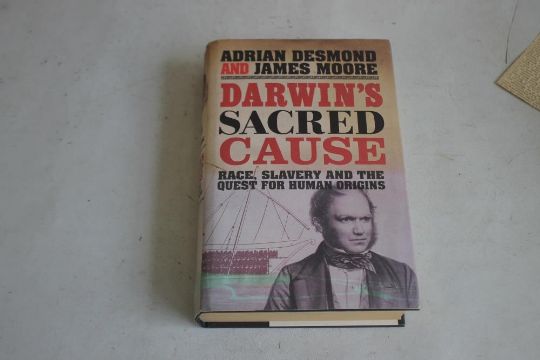 ADRIAN DESMOND
AND JAMES MOORE
DARWIN'S
SACRED
CAUSE
RACE, SLAVERY AND THE
QUEST FOR HUMAN ORIGINS